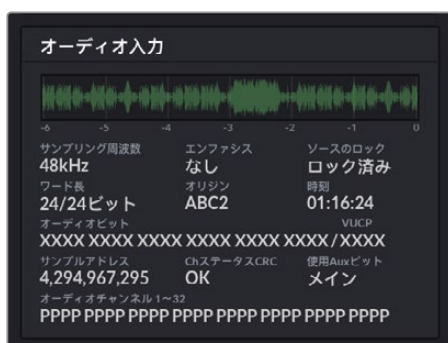 オーディオ入力
-6 -5 -4 -3 -2 -1 0
サンプリング周波数 エンファシス ソースのロック
48kHz なし ロック済み
ワード長 オリジン 時刻
24/24ビット ABC2 01:16:24
オーディオビット VUCP
XXXX XXXX XXXX XXXX XXXX XXXX/XXXX
サンプルアドレス ChステータスCRC 使用Auxビット
4,294,967,295 OK メイン
オーディオチャンネル 1〜32
PPPP PPPP PPPP PPPP PPPP PPPP PPPP PPPP